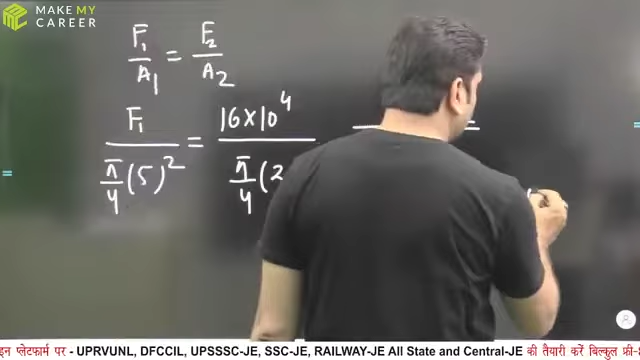 MAKE MY
CAREER
F₁/A₁ = F₂/A₂
F₁/(π/4 (5)²) = 16×10⁴/(π/4 (2
इन प्लेटफार्म पर - UPRVUNL, DFCCIL, UPSSSC-JE, SSC-JE, RAILWAY-JE All State and Central-JE की तैयारी करें बिल्कुल फ्री